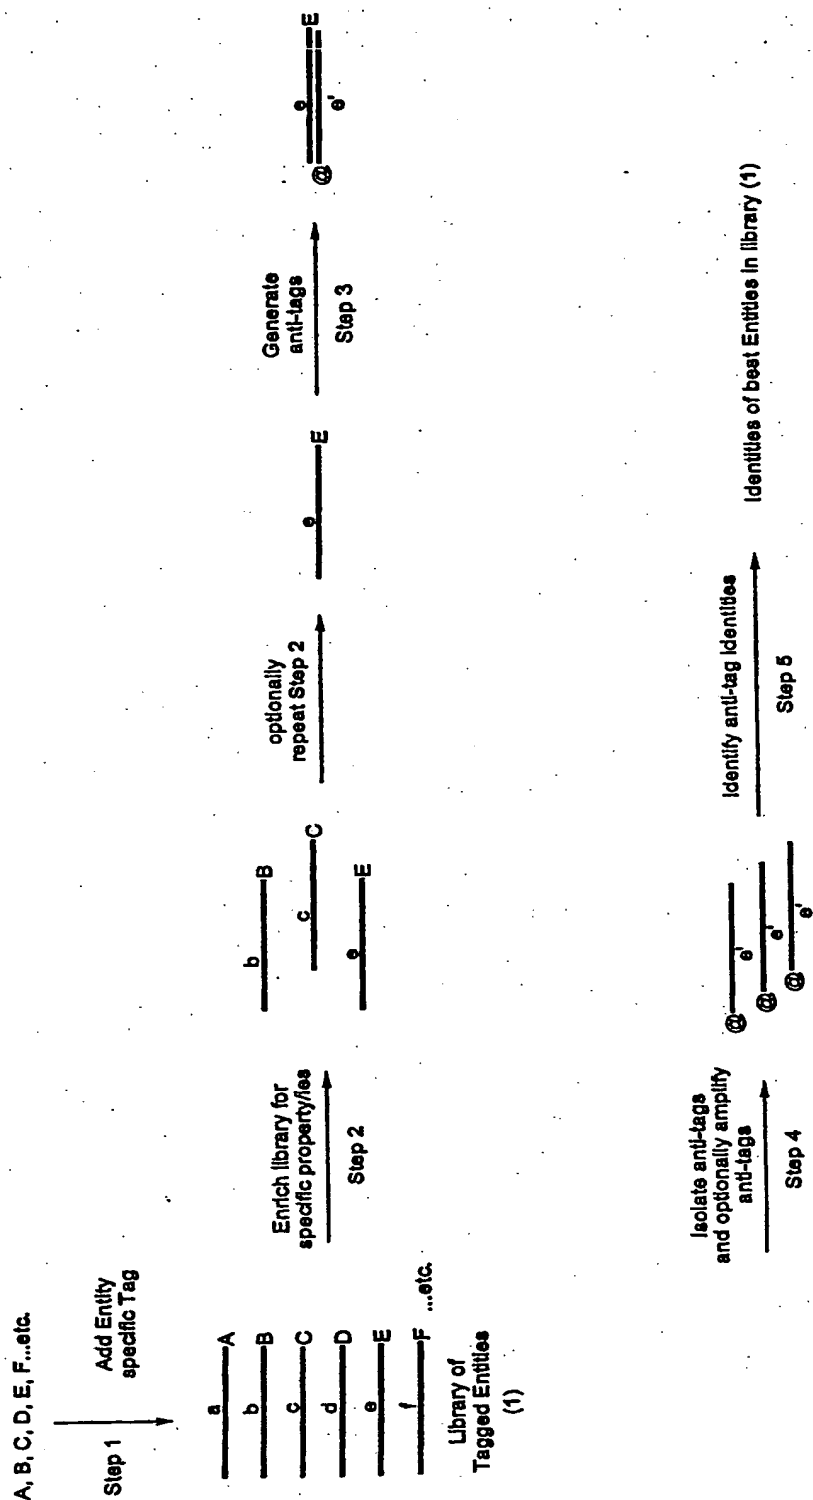 A, B, C, D, E, F...etc.
Step 1
Add Entity
specific Tag
a
A
b
B
c
C
d
D
e
E
f
F
...etc.
Library of
Tagged Entities
(1)
Enrich library for
specific property/ies
Step 2
b
B
c
C
e
E
optionally
repeat Step 2
e
E
Generate
anti-tags
Step 3
e
E
@
e'
Isolate anti-tags
and optionally amplify
anti-tags
Step 4
@
e'
@
e'
@
e'
Identify anti-tag identities
Step 5
Identities of best Entities in library (1)